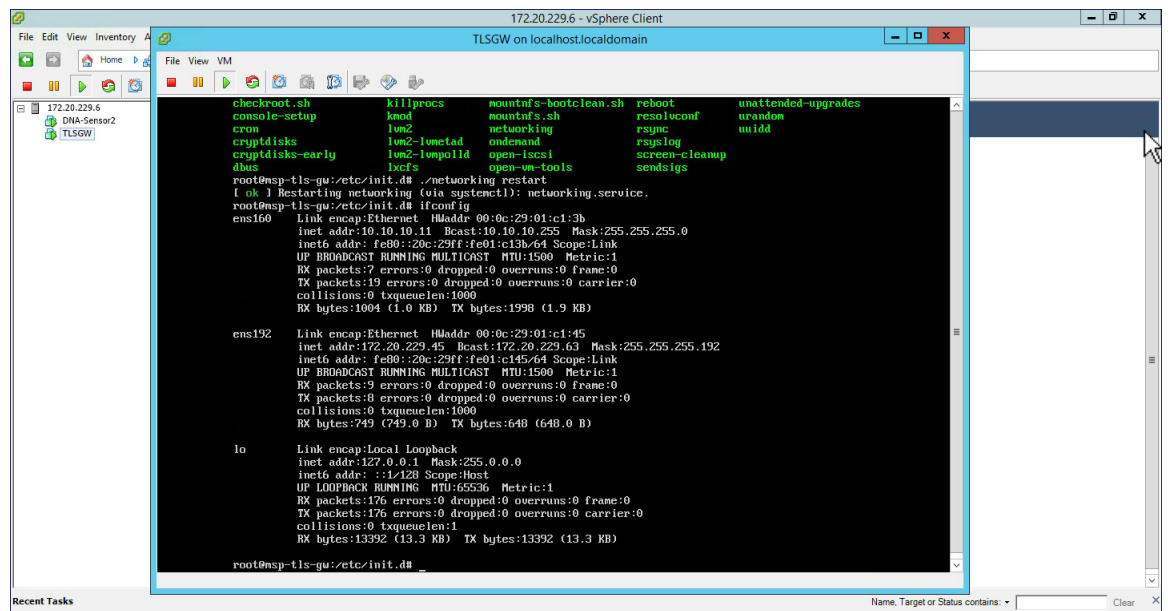 172.20.229.6 - vSphere Client
File Edit View Inventory A
TLSGW on localhost.localdomain
Home
File View VM
172.20.229.6
DNA-Sensor2
TLSGW
checkroot.sh killprocs mountnfs-bootclean.sh reboot unattended-upgrades
console-setup kmod mountnfs.sh resolvconf urandom
cron lvm2 networking rsync uuidd
cryptdisks lvm2-lvmetad ondemand rsyslog
cryptdisks-early lvm2-lvmpolld open-iscsi screen-cleanup
dbus lxcfs open-vm-tools sendsigs
root@msp-tls-gw:/etc/init.d# ./networking restart
[ ok ] Restarting networking (via systemctl): networking.service.
root@msp-tls-gw:/etc/init.d# ifconfig
ens160 Link encap:Ethernet HWaddr 00:0c:29:01:c1:3b
inet addr:10.10.10.11 Bcast:10.10.10.255 Mask:255.255.255.0
inet6 addr: fe80::20c:29ff:fe01:c13b/64 Scope:Link
UP BROADCAST RUNNING MULTICAST MTU:1500 Metric:1
RX packets:7 errors:0 dropped:0 overruns:0 frame:0
TX packets:19 errors:0 dropped:0 overruns:0 carrier:0
collisions:0 txqueuelen:1000
RX bytes:1004 (1.0 KB) TX bytes:1998 (1.9 KB)
ens192 Link encap:Ethernet HWaddr 00:0c:29:01:c1:45
inet addr:172.20.229.45 Bcast:172.20.229.63 Mask:255.255.255.192
inet6 addr: fe80::20c:29ff:fe01:c145/64 Scope:Link
UP BROADCAST RUNNING MULTICAST MTU:1500 Metric:1
RX packets:9 errors:0 dropped:0 overruns:0 frame:0
TX packets:8 errors:0 dropped:0 overruns:0 carrier:0
collisions:0 txqueuelen:1000
RX bytes:749 (749.0 B) TX bytes:648 (648.0 B)
lo Link encap:Local Loopback
inet addr:127.0.0.1 Mask:255.0.0.0
inet6 addr: ::1/128 Scope:Host
UP LOOPBACK RUNNING MTU:65536 Metric:1
RX packets:176 errors:0 dropped:0 overruns:0 frame:0
TX packets:176 errors:0 dropped:0 overruns:0 carrier:0
collisions:0 txqueuelen:1
RX bytes:13392 (13.3 KB) TX bytes:13392 (13.3 KB)
root@msp-tls-gw:/etc/init.d# _
Recent Tasks
Name, Target or Status contains:
Clear